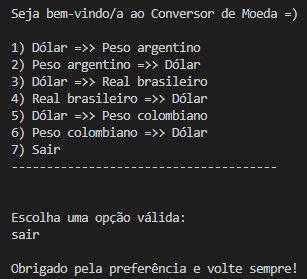 Seja bem-vindo/a ao Conversor de Moeda =)
1) Dólar =>> Peso argentino
2) Peso argentino =>> Dólar
3) Dólar =>> Real brasileiro
4) Real brasileiro =>> Dólar
5) Dólar =>> Peso colombiano
6) Peso colombiano =>> Dólar
7) Sair
--------------------------------------
Escolha uma opção válida:
sair
Obrigado pela preferência e volte sempre!